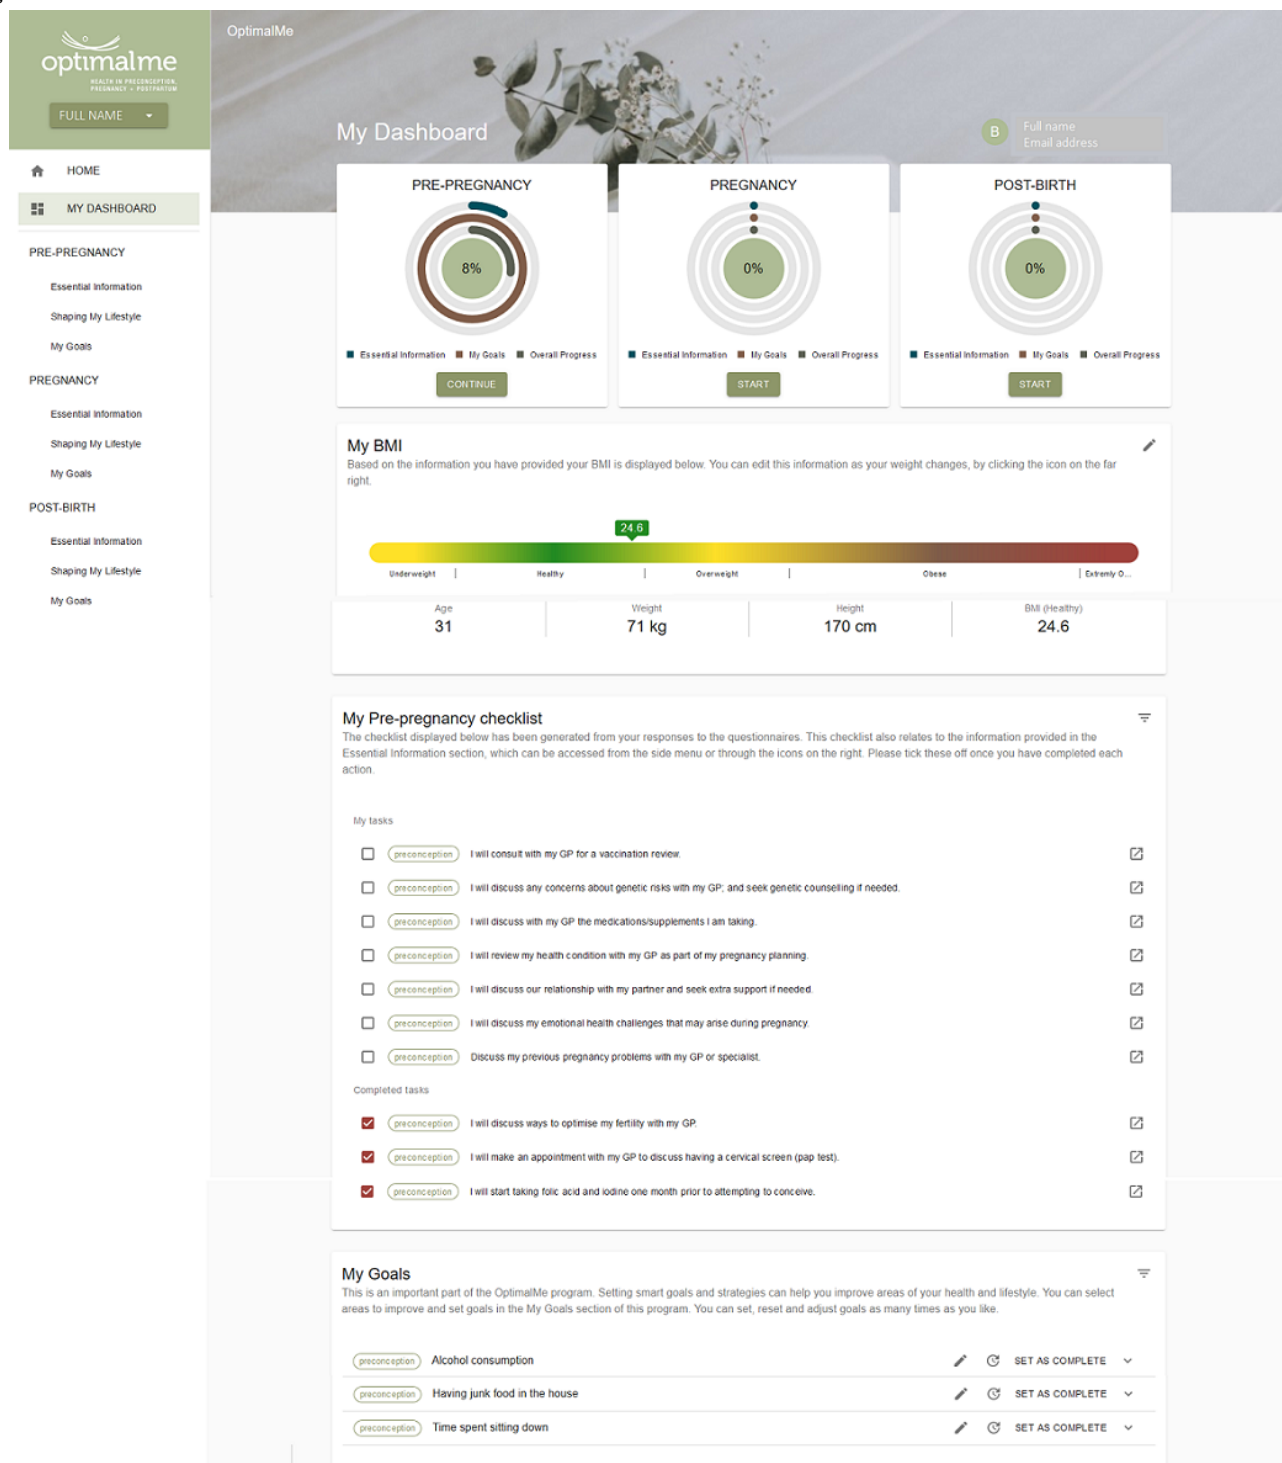 optimalme
HEALTH IN PRECONCEPTION,
PREGNANCY + POSTPARTUM
FULL NAME
HOME
MY DASHBOARD
PRE-PREGNANCY
Essential Information
Shaping My Lifestyle
My Goals
PREGNANCY
Essential Information
Shaping My Lifestyle
My Goals
POST-BIRTH
Essential Information
Shaping My Lifestyle
My Goals
OptimalMe
My Dashboard
B
Full name
Email address
PRE-PREGNANCY
8%
Essential Information My Goals Overall Progress
CONTINUE
PREGNANCY
0%
Essential Information My Goals Overall Progress
START
POST-BIRTH
0%
Essential Information My Goals Overall Progress
START
My BMI
Based on the information you have provided your BMI is displayed below. You can edit this information as your weight changes, by clicking the icon on the far
right.
24.6
Underweight | Healthy | Overweight | Obese | Extremly O...
Age Weight Height BMI (Healthy)
31 71 kg 170 cm 24.6
My Pre-pregnancy checklist
The checklist displayed below has been generated from your responses to the questionnaires. This checklist also relates to the information provided in the
Essential Information section, which can be accessed from the side menu or through the icons on the right. Please tick these off once you have completed each
action.
My tasks
preconception I will consult with my GP for a vaccination review.
preconception I will discuss any concerns about genetic risks with my GP; and seek genetic counselling if needed.
preconception I will discuss with my GP the medications/supplements I am taking.
preconception I will review my health condition with my GP as part of my pregnancy planning.
preconception I will discuss our relationship with my partner and seek extra support if needed.
preconception I will discuss my emotional health challenges that may arise during pregnancy.
preconception Discuss my previous pregnancy problems with my GP or specialist.
Completed tasks
preconception I will discuss ways to optimise my fertility with my GP.
preconception I will make an appointment with my GP to discuss having a cervical screen (pap test).
preconception I will start taking folic acid and iodine one month prior to attempting to conceive.
My Goals
This is an important part of the OptimalMe program. Setting smart goals and strategies can help you improve areas of your health and lifestyle. You can select
areas to improve and set goals in the My Goals section of this program. You can set, reset and adjust goals as many times as you like.
preconception Alcohol consumption SET AS COMPLETE
preconception Having junk food in the house SET AS COMPLETE
preconception Time spent sitting down SET AS COMPLETE